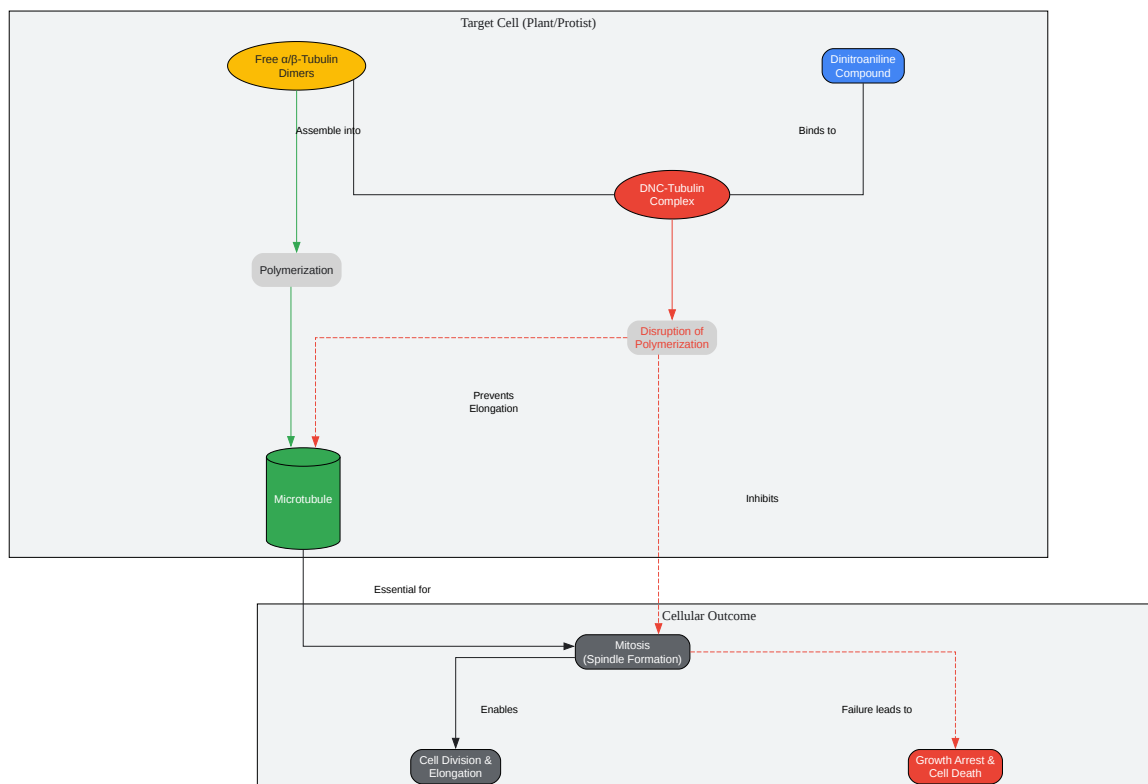 Target Cell (Plant/Protist)
Free α/β-Tubulin
Dimers
Dinitroaniline
Compound
Assemble into
Binds to
DNC-Tubulin
Complex
Polymerization
Disruption of
Polymerization
Prevents
Elongation
Microtubule
Inhibits
Essential for
Cellular Outcome
Mitosis
(Spindle Formation)
Enables
Failure leads to
Cell Division &
Elongation
Growth Arrest &
Cell Death